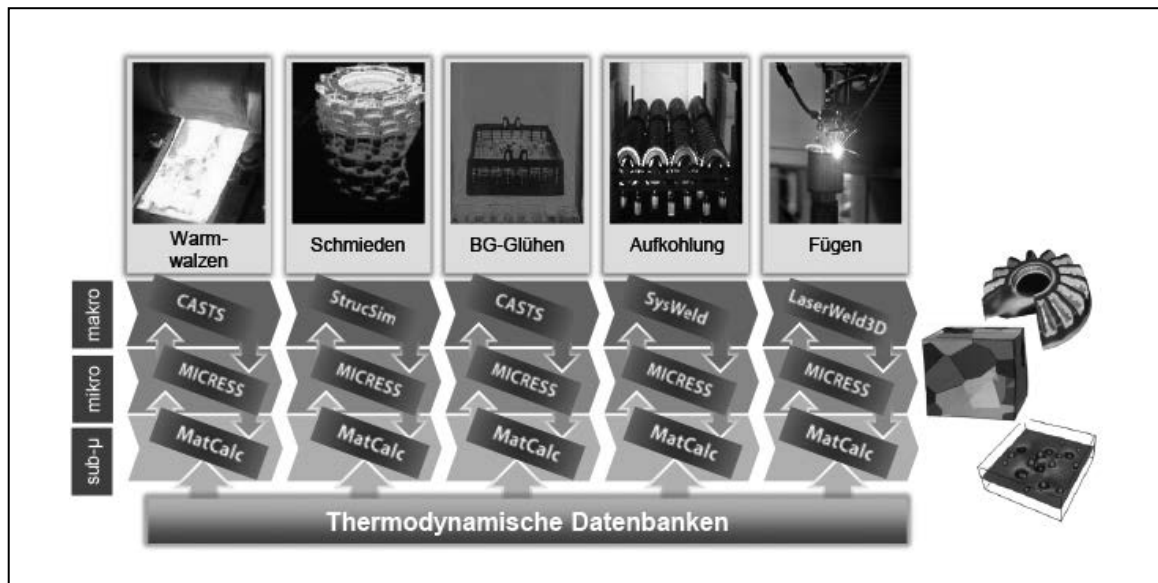 Warm-
walzen
Schmieden
BG-Glühen
Aufkohlung
Fügen
makro
CASTS
StrucSim
CASTS
SysWeld
LaserWeld3D
mikro
MICRESS
MICRESS
MICRESS
MICRESS
MICRESS
sub-µ
MatCalc
MatCalc
MatCalc
MatCalc
MatCalc
Thermodynamische Datenbanken